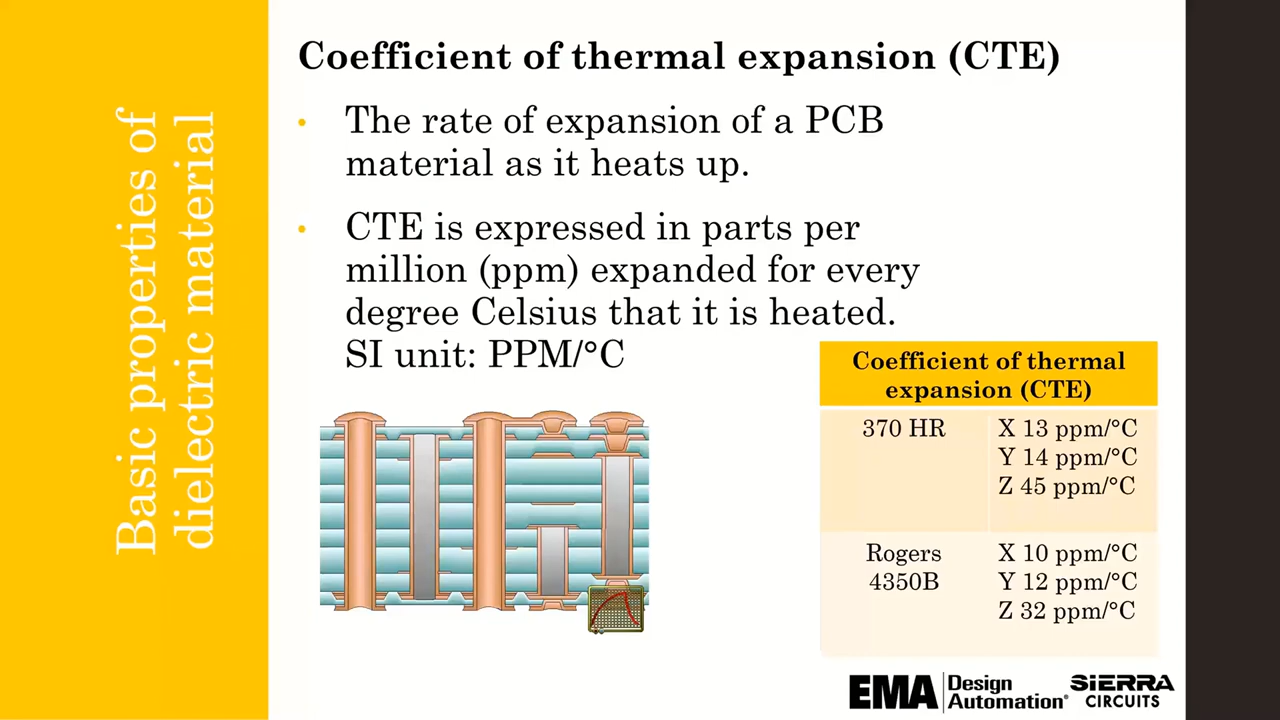 Basic properties of
dielectric material
Coefficient of thermal expansion (CTE)
• The rate of expansion of a PCB
material as it heats up.
• CTE is expressed in parts per
million (ppm) expanded for every
degree Celsius that it is heated.
SI unit: PPM/°C
Coefficient of thermal
expansion (CTE)
370 HR X 13 ppm/°C
Y 14 ppm/°C
Z 45 ppm/°C
Rogers X 10 ppm/°C
4350B Y 12 ppm/°C
Z 32 ppm/°C
EMA Design
Automation®
SIERRA
CIRCUITS